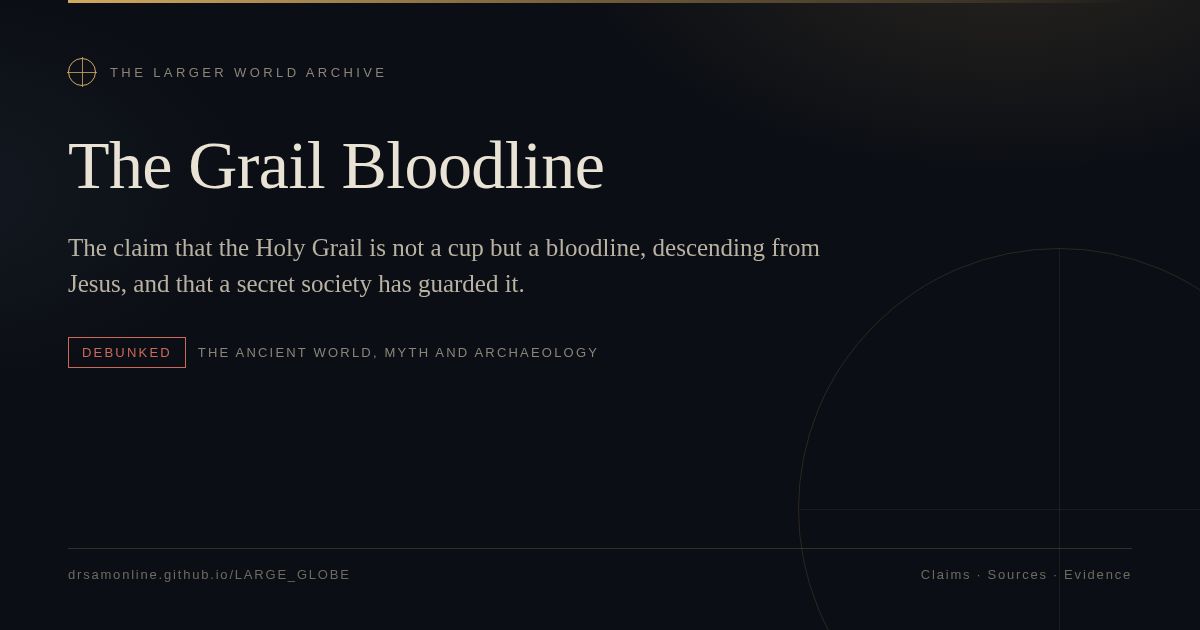 THE LARGER WORLD ARCHIVE
The Grail Bloodline
The claim that the Holy Grail is not a cup but a bloodline, descending from
Jesus, and that a secret society has guarded it.
DEBUNKED THE ANCIENT WORLD, MYTH AND ARCHAEOLOGY
drsamonline.github.io/LARGE_GLOBE Claims · Sources · Evidence